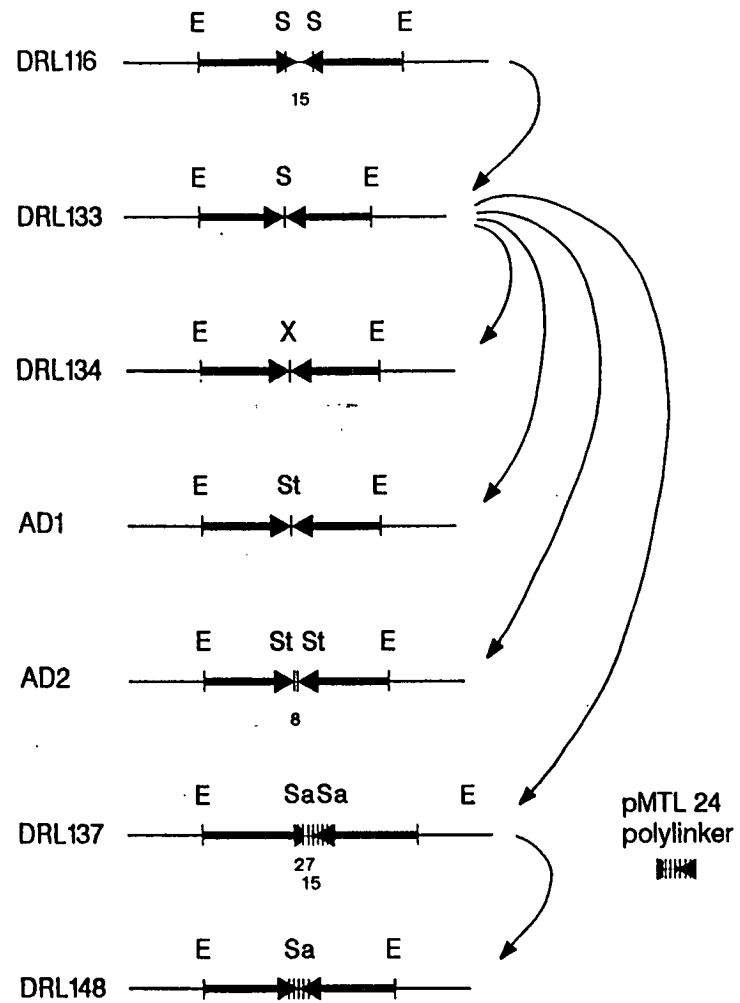 E S S E
DRL116
15
E S E
DRL133
E X E
DRL134
E St E
AD1
E St St E
AD2
8
E SaSa E
DRL137
27
15
pMTL 24
polylinker
E Sa E
DRL148